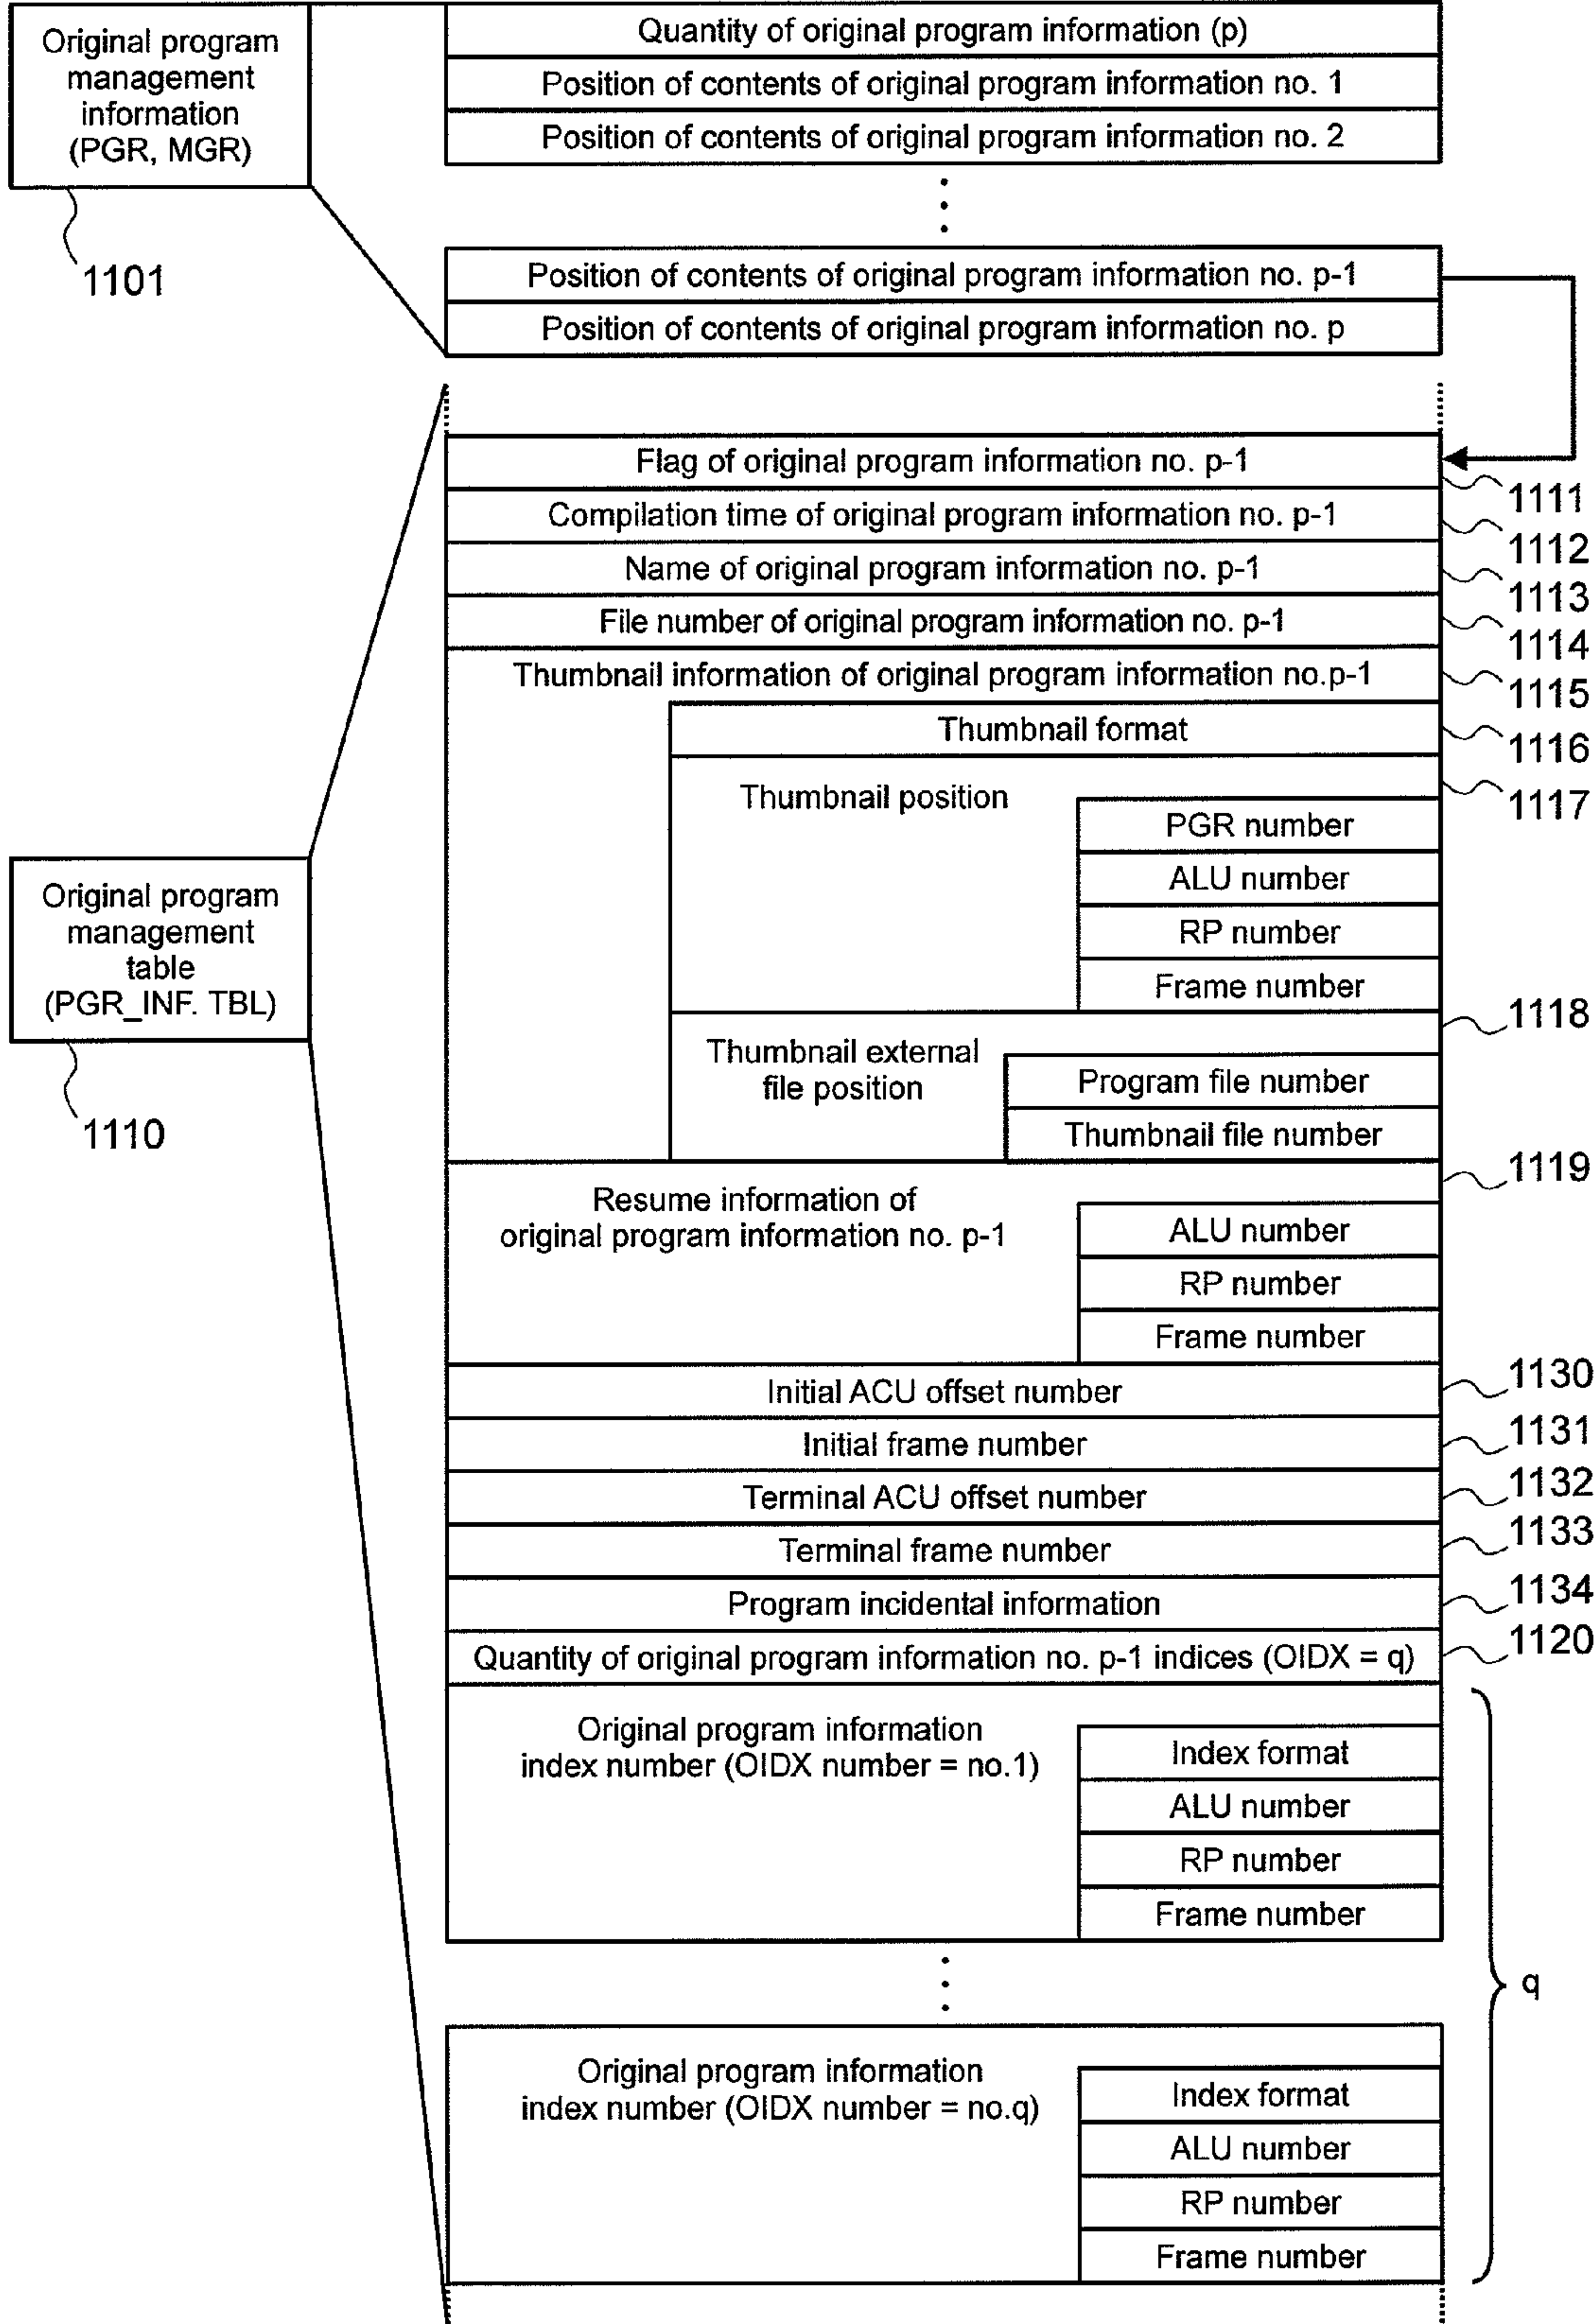 Original program
management
information
(PGR, MGR)
1101
Quantity of original program information (p)
Position of contents of original program information no. 1
Position of contents of original program information no. 2
Position of contents of original program information no. p-1
Position of contents of original program information no. p
Original program
management
table
(PGR_INF. TBL)
1110
Flag of original program information no. p-1
1111
Compilation time of original program information no. p-1
1112
Name of original program information no. p-1
1113
File number of original program information no. p-1
1114
Thumbnail information of original program information no.p-1
1115
Thumbnail format
1116
Thumbnail position
1117
PGR number
ALU number
RP number
Frame number
1118
Thumbnail external
file position
Program file number
Thumbnail file number
1119
Resume information of
original program information no. p-1
ALU number
RP number
Frame number
Initial ACU offset number
1130
Initial frame number
1131
Terminal ACU offset number
1132
Terminal frame number
1133
Program incidental information
1134
Quantity of original program information no. p-1 indices (OIDX = q)
1120
Original program information
index number (OIDX number = no.1)
Index format
ALU number
RP number
Frame number
q
Original program information
index number (OIDX number = no.q)
Index format
ALU number
RP number
Frame number